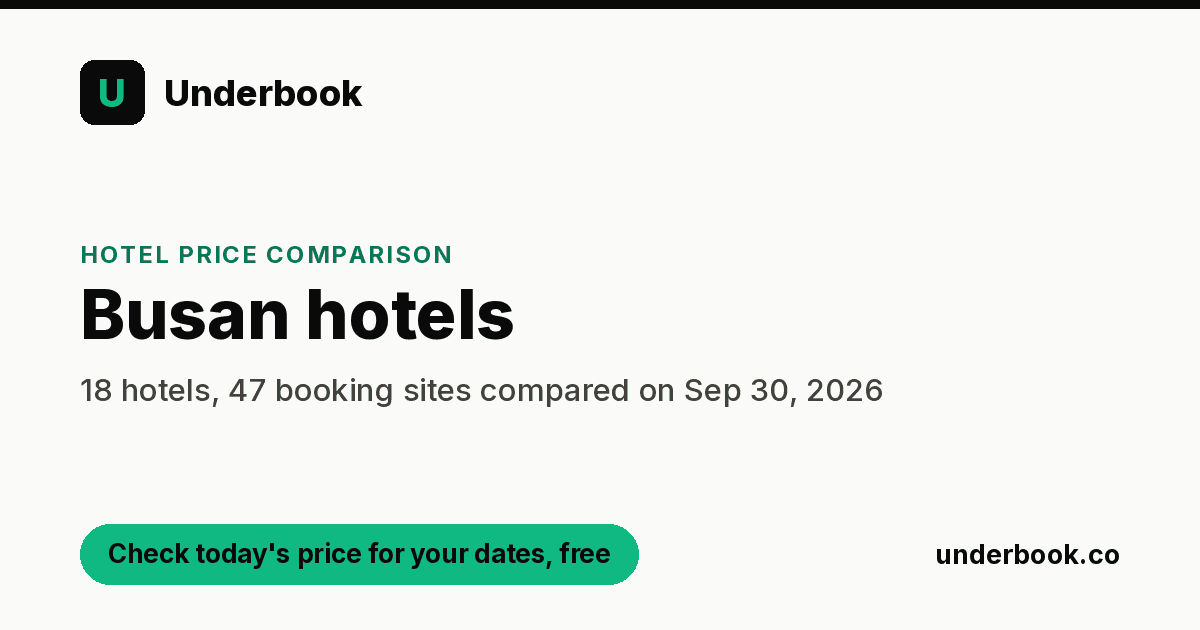 U Underbook
HOTEL PRICE COMPARISON
Busan hotels
18 hotels, 47 booking sites compared on Sep 30, 2026
Check today's price for your dates, free
underbook.co